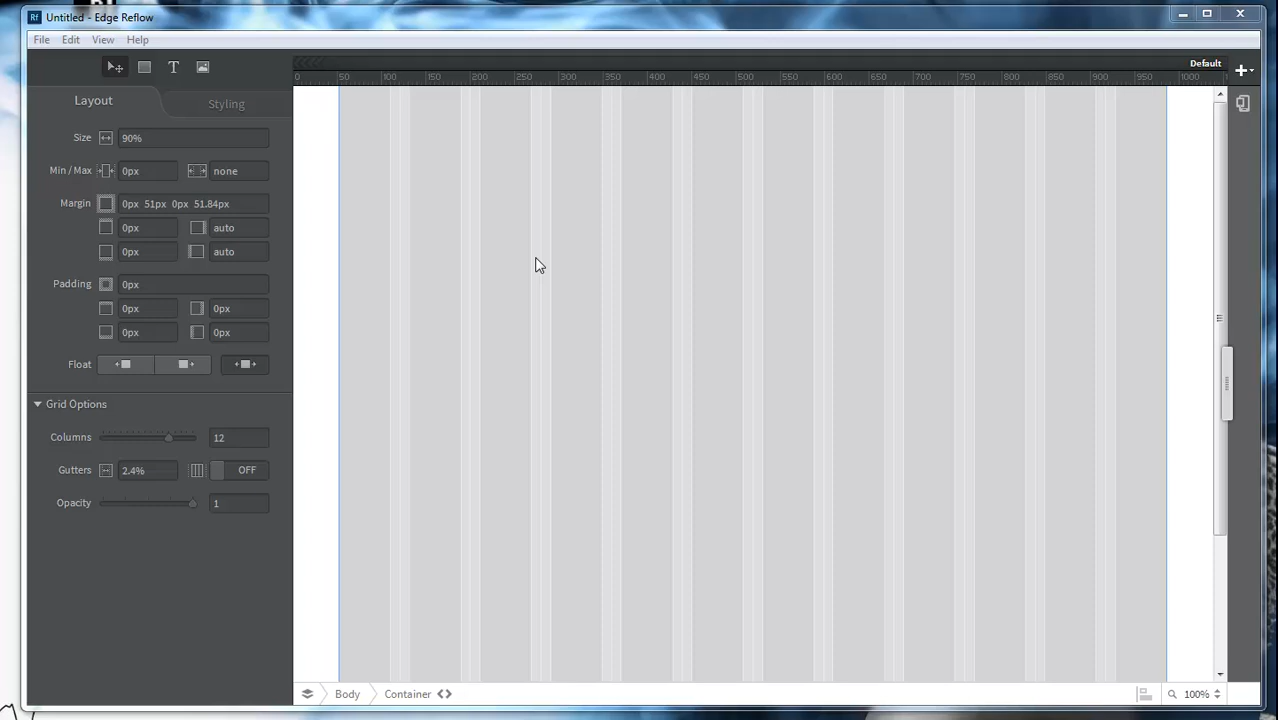 Rf Untitled - Edge Reflow
File Edit View Help
T
Default
0 50 100 150 200 250 300 350 400 450 500 550 600 650 700 750 800 850 900 950 1000
Layout Styling
Size 90%
Min / Max 0px none
Margin 0px 51px 0px 51.84px
0px auto
0px auto
Padding 0px
0px 0px
0px 0px
Float
Grid Options
Columns 12
Gutters 2.4% OFF
Opacity 1
Body Container 100%